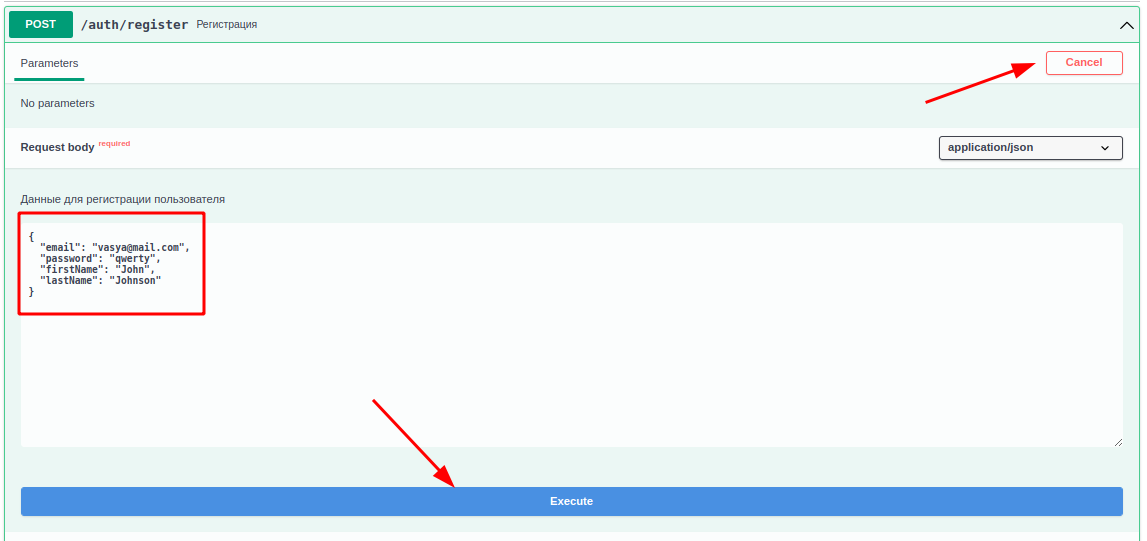 POST /auth/register Регистрация
Parameters
Cancel
No parameters
Request body required
application/json
Данные для регистрации пользователя
{
  "email": "vasya@mail.com",
  "password": "qwerty",
  "firstName": "John",
  "lastName": "Johnson"
}
Execute